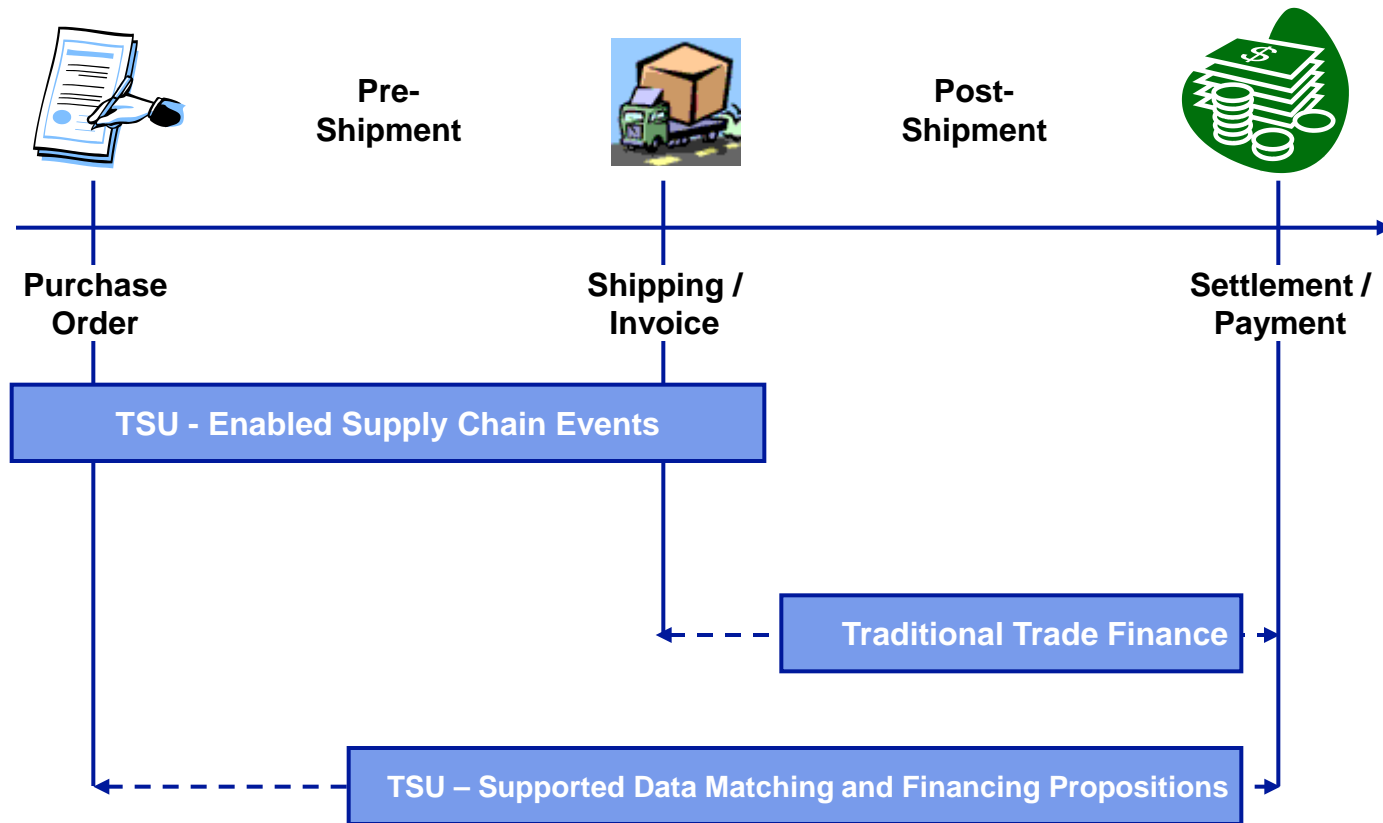 Pre-
Shipment
Post-
Shipment
$
Purchase
Order
Shipping /
Invoice
Settlement /
Payment
TSU - Enabled Supply Chain Events
Traditional Trade Finance
TSU – Supported Data Matching and Financing Propositions